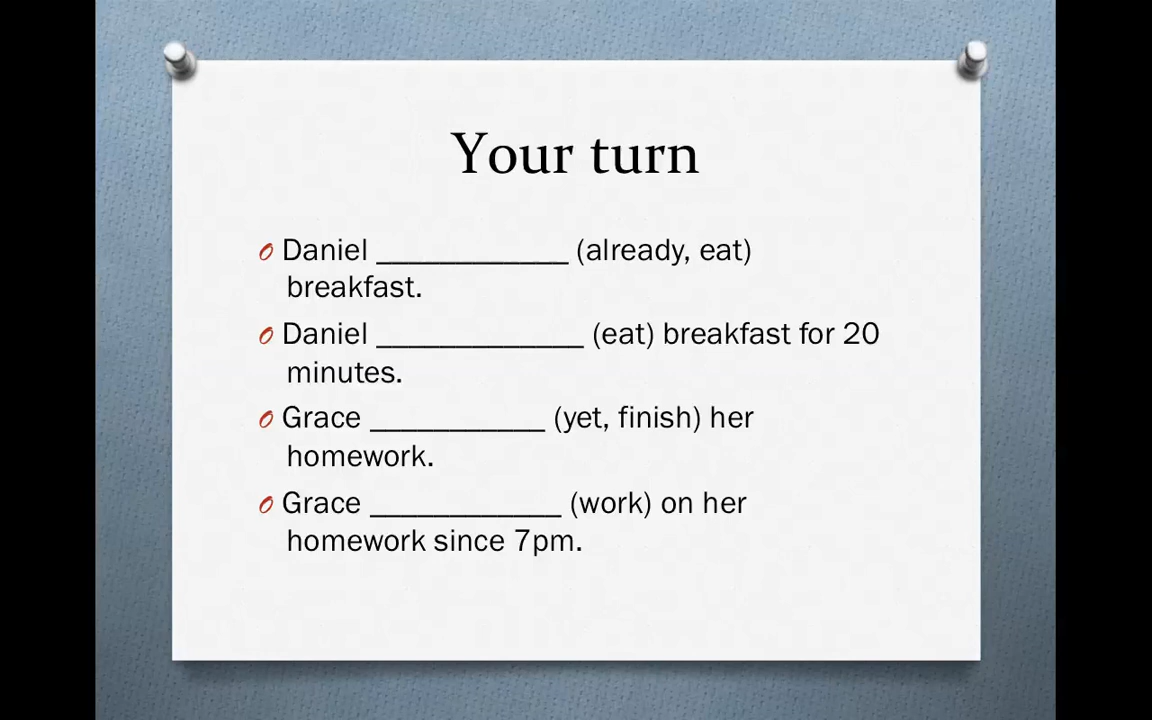 Your turn
Daniel ____________ (already, eat)
breakfast.
Daniel _____________ (eat) breakfast for 20
minutes.
Grace ___________ (yet, finish) her
homework.
Grace ____________ (work) on her
homework since 7pm.